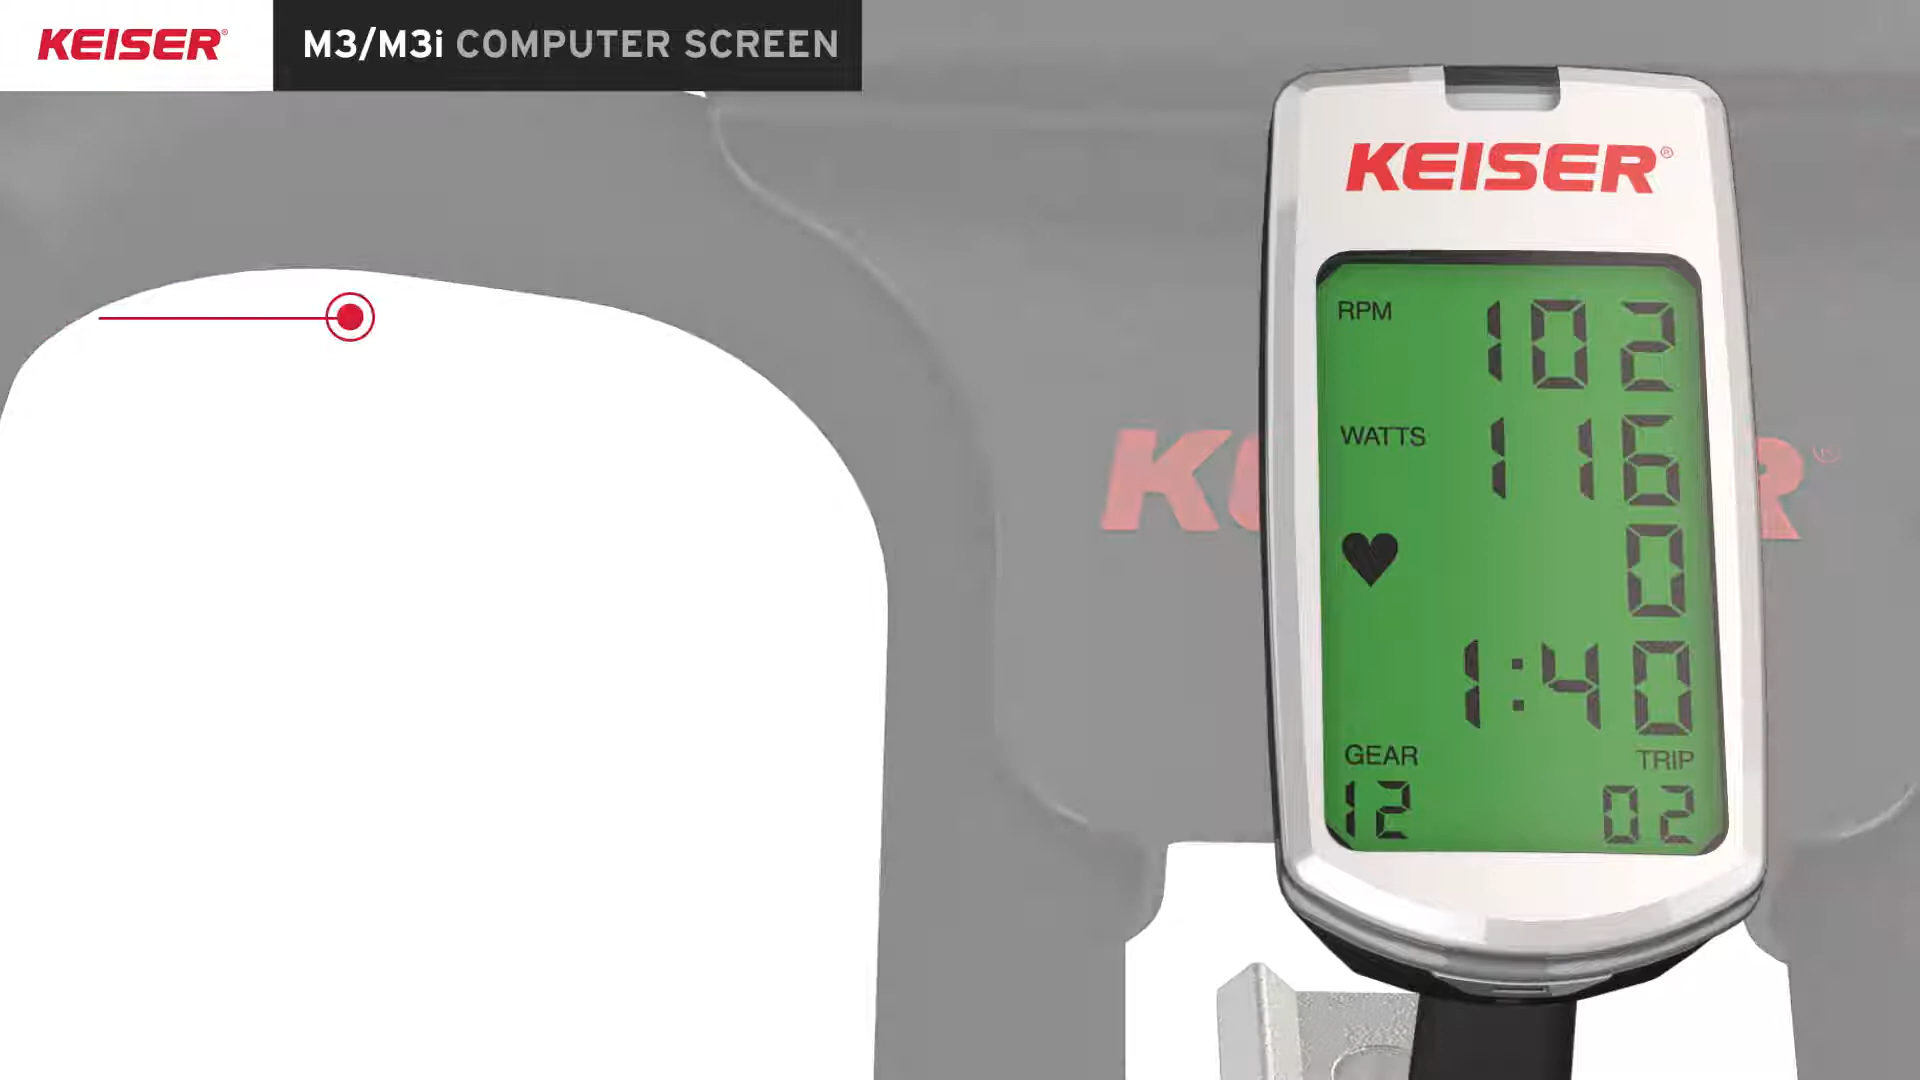 KEISER®
M3/M3i COMPUTER SCREEN
KEISER®
RPM 102
WATTS 116
0
1:40
GEAR TRIP
12 02